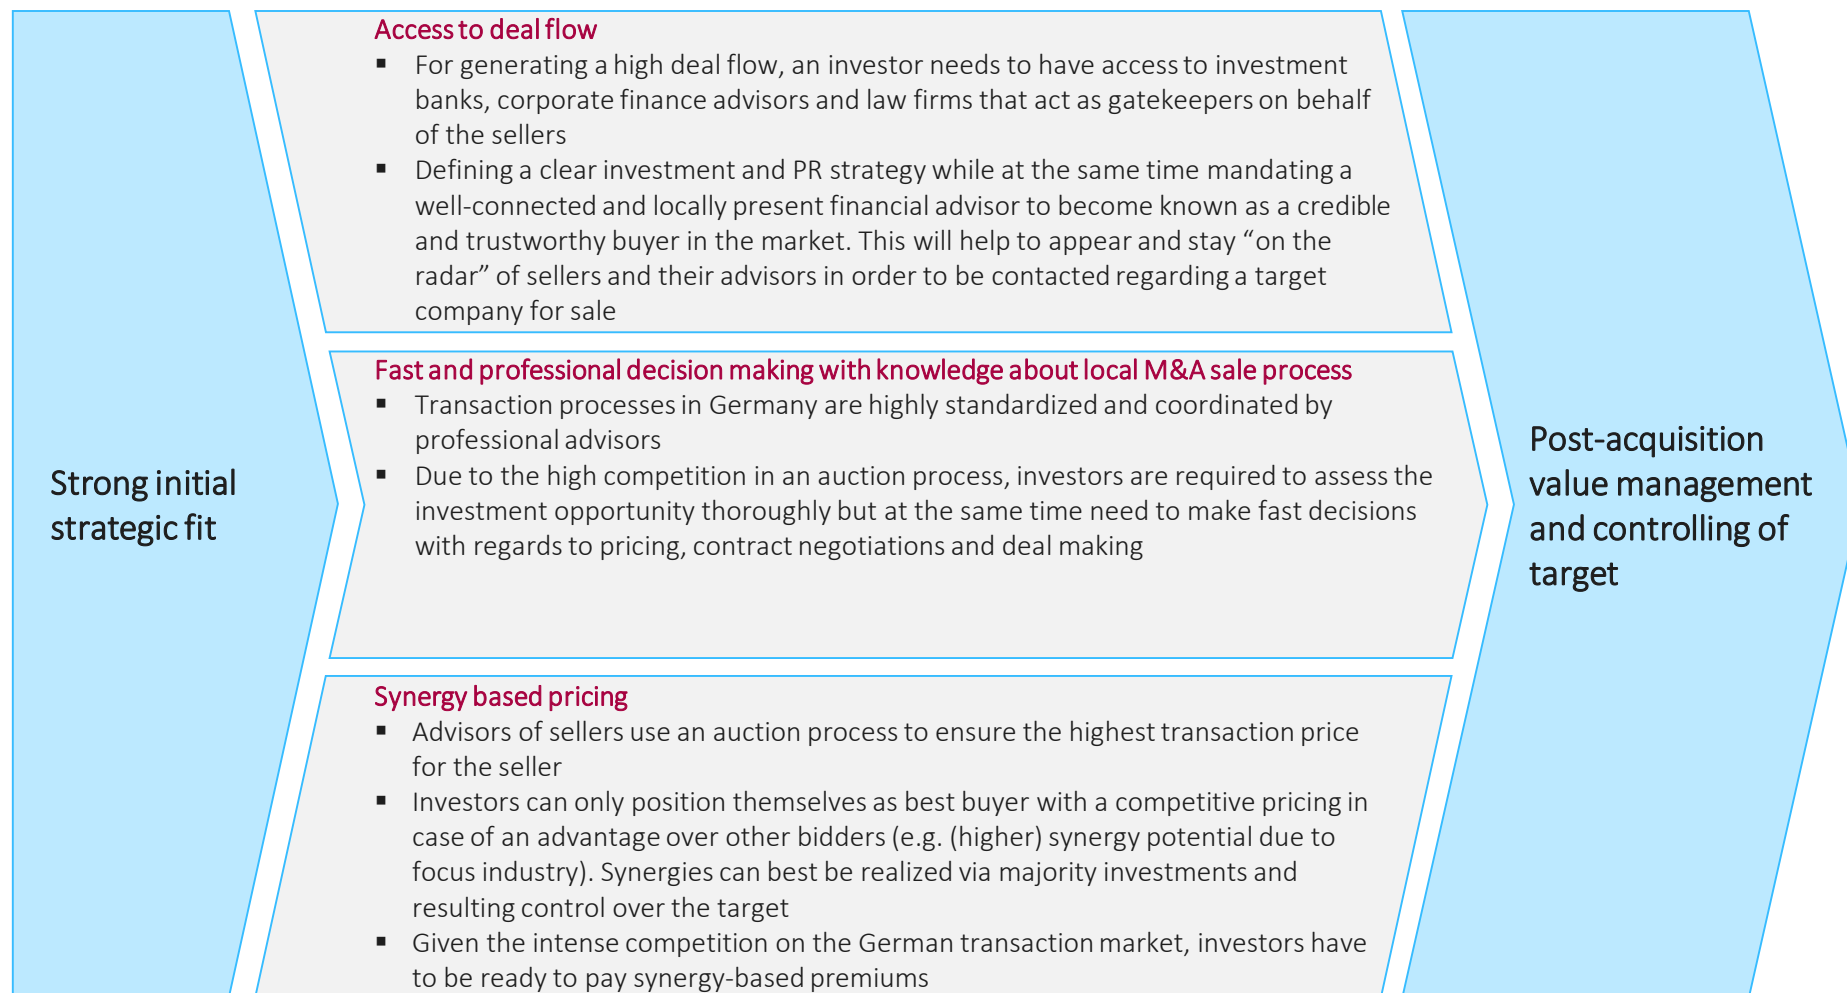 Strong initial
strategic fit
Access to deal flow
▪ For generating a high deal flow, an investor needs to have access to investment
banks, corporate finance advisors and law firms that act as gatekeepers on behalf
of the sellers
▪ Defining a clear investment and PR strategy while at the same time mandating a
well-connected and locally present financial advisor to become known as a credible
and trustworthy buyer in the market. This will help to appear and stay “on the
radar” of sellers and their advisors in order to be contacted regarding a target
company for sale
Fast and professional decision making with knowledge about local M&A sale process
▪ Transaction processes in Germany are highly standardized and coordinated by
professional advisors
▪ Due to the high competition in an auction process, investors are required to assess the
investment opportunity thoroughly but at the same time need to make fast decisions
with regards to pricing, contract negotiations and deal making
Synergy based pricing
▪ Advisors of sellers use an auction process to ensure the highest transaction price
for the seller
▪ Investors can only position themselves as best buyer with a competitive pricing in
case of an advantage over other bidders (e.g. (higher) synergy potential due to
focus industry). Synergies can best be realized via majority investments and
resulting control over the target
▪ Given the intense competition on the German transaction market, investors have
to be ready to pay synergy-based premiums
Post-acquisition
value management
and controlling of
target